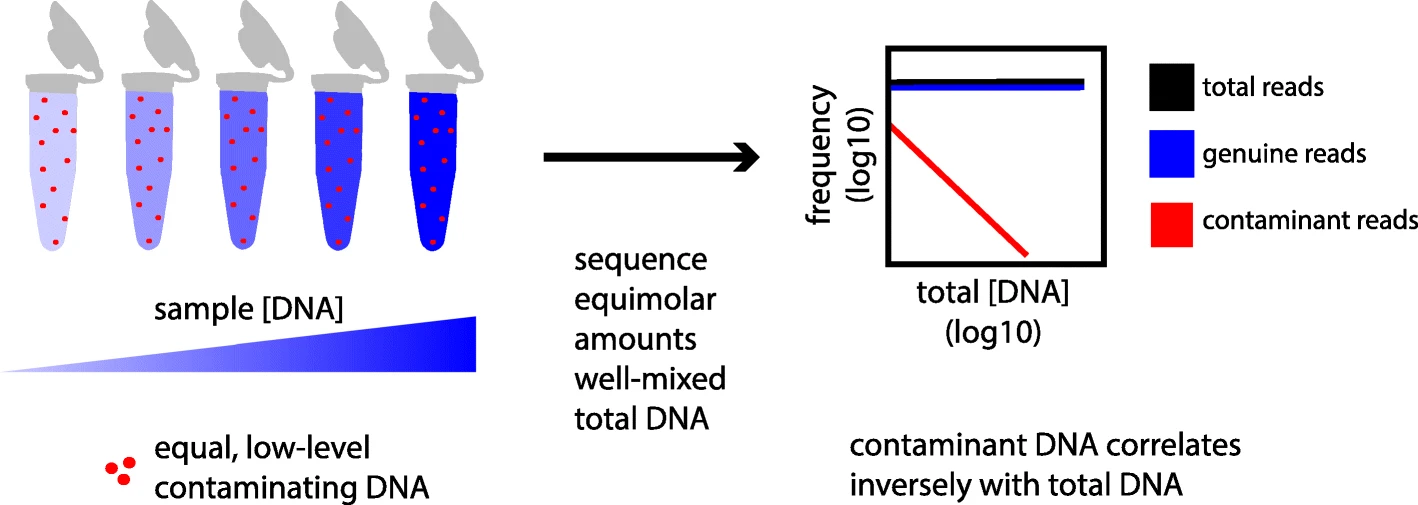 sample [DNA]
equal, low-level
contaminating DNA
sequence
equimolar
amounts
well-mixed
total DNA
frequency
(log10)
total [DNA]
(log10)
total reads
genuine reads
contaminant reads
contaminant DNA correlates
inversely with total DNA